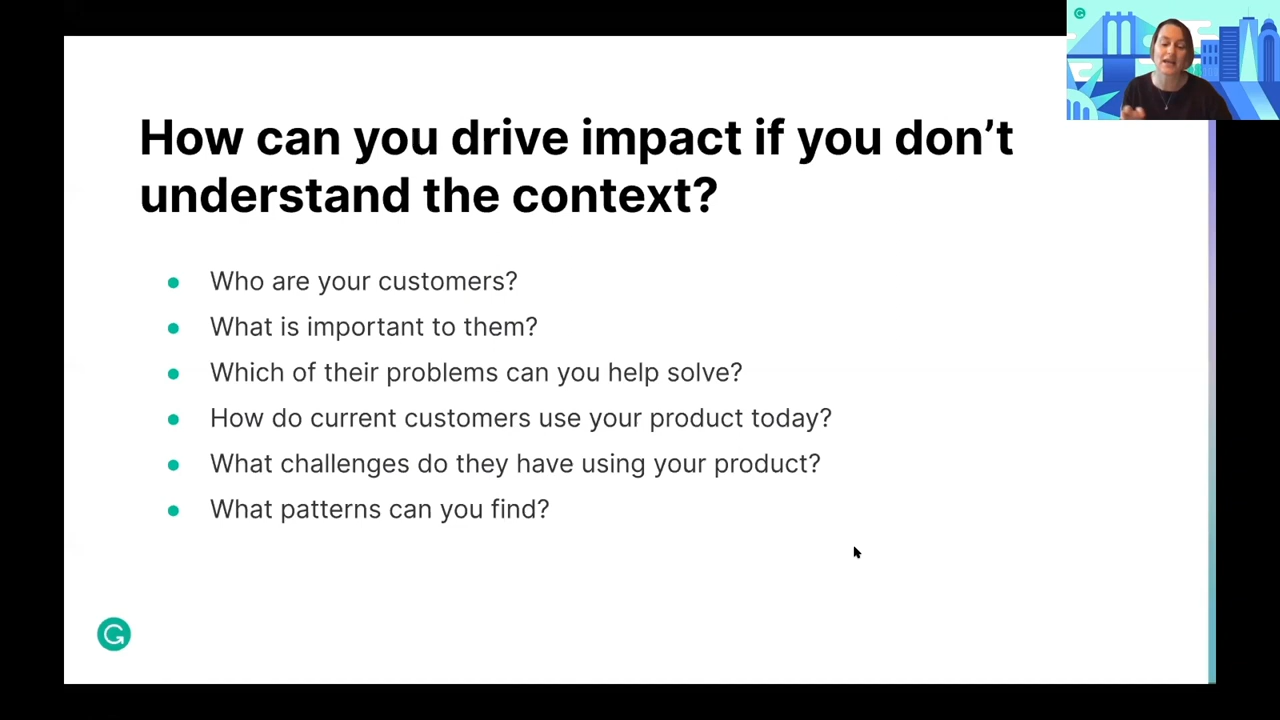 How can you drive impact if you don’t
understand the context?
● Who are your customers?
● What is important to them?
● Which of their problems can you help solve?
● How do current customers use your product today?
● What challenges do they have using your product?
● What patterns can you find?